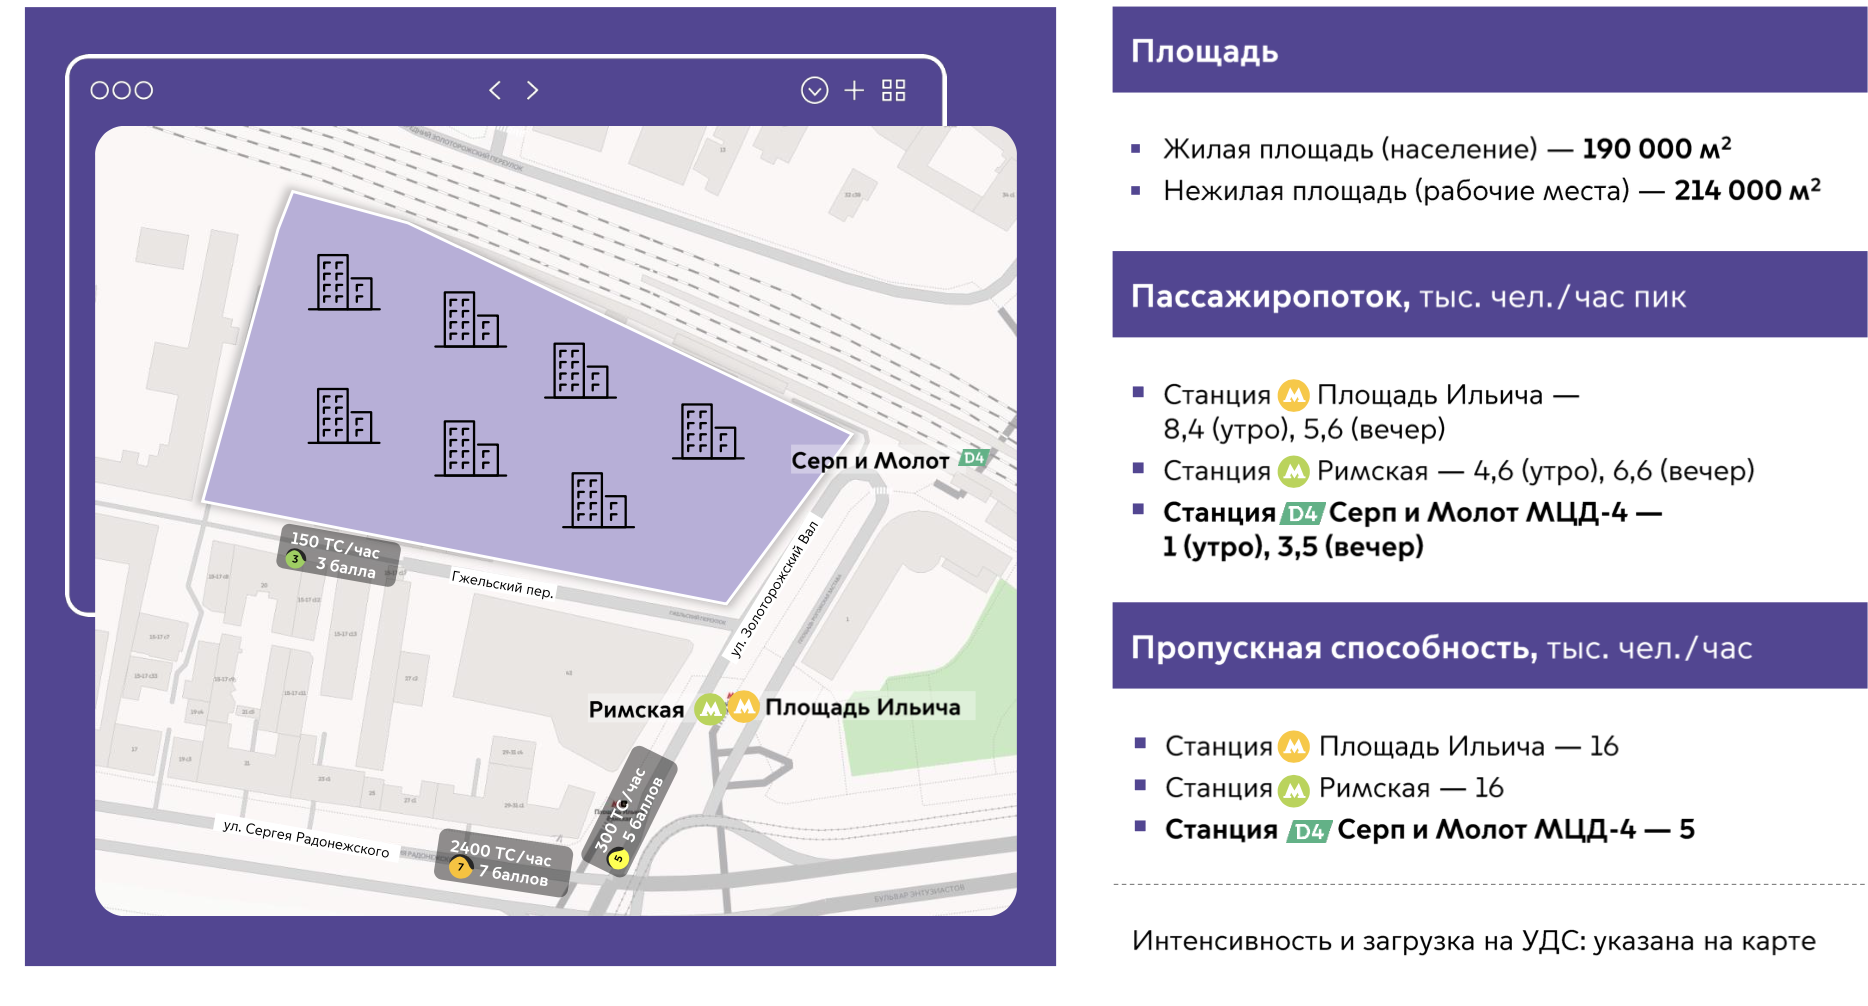 Серп и Молот D4
150 ТС/час
3 3 балла
Гжельский пер.
ул. Золоторожский Вал
Римская
Площадь Ильича
300 ТС/час
5 5 баллов
ул. Сергея Радонежского
2400 ТС/час
7 7 баллов
БУЛЬВАР ЭНТУЗИАСТОВ
Площадь
Жилая площадь (население) — 190 000 м²
Нежилая площадь (рабочие места) — 214 000 м²
Пассажиропоток, тыс. чел./час пик
Станция М Площадь Ильича —
8,4 (утро), 5,6 (вечер)
Станция М Римская — 4,6 (утро), 6,6 (вечер)
Станция D4 Серп и Молот МЦД-4 —
1 (утро), 3,5 (вечер)
Пропускная способность, тыс. чел./час
Станция М Площадь Ильича — 16
Станция М Римская — 16
Станция D4 Серп и Молот МЦД-4 — 5
Интенсивность и загрузка на УДС: указана на карте